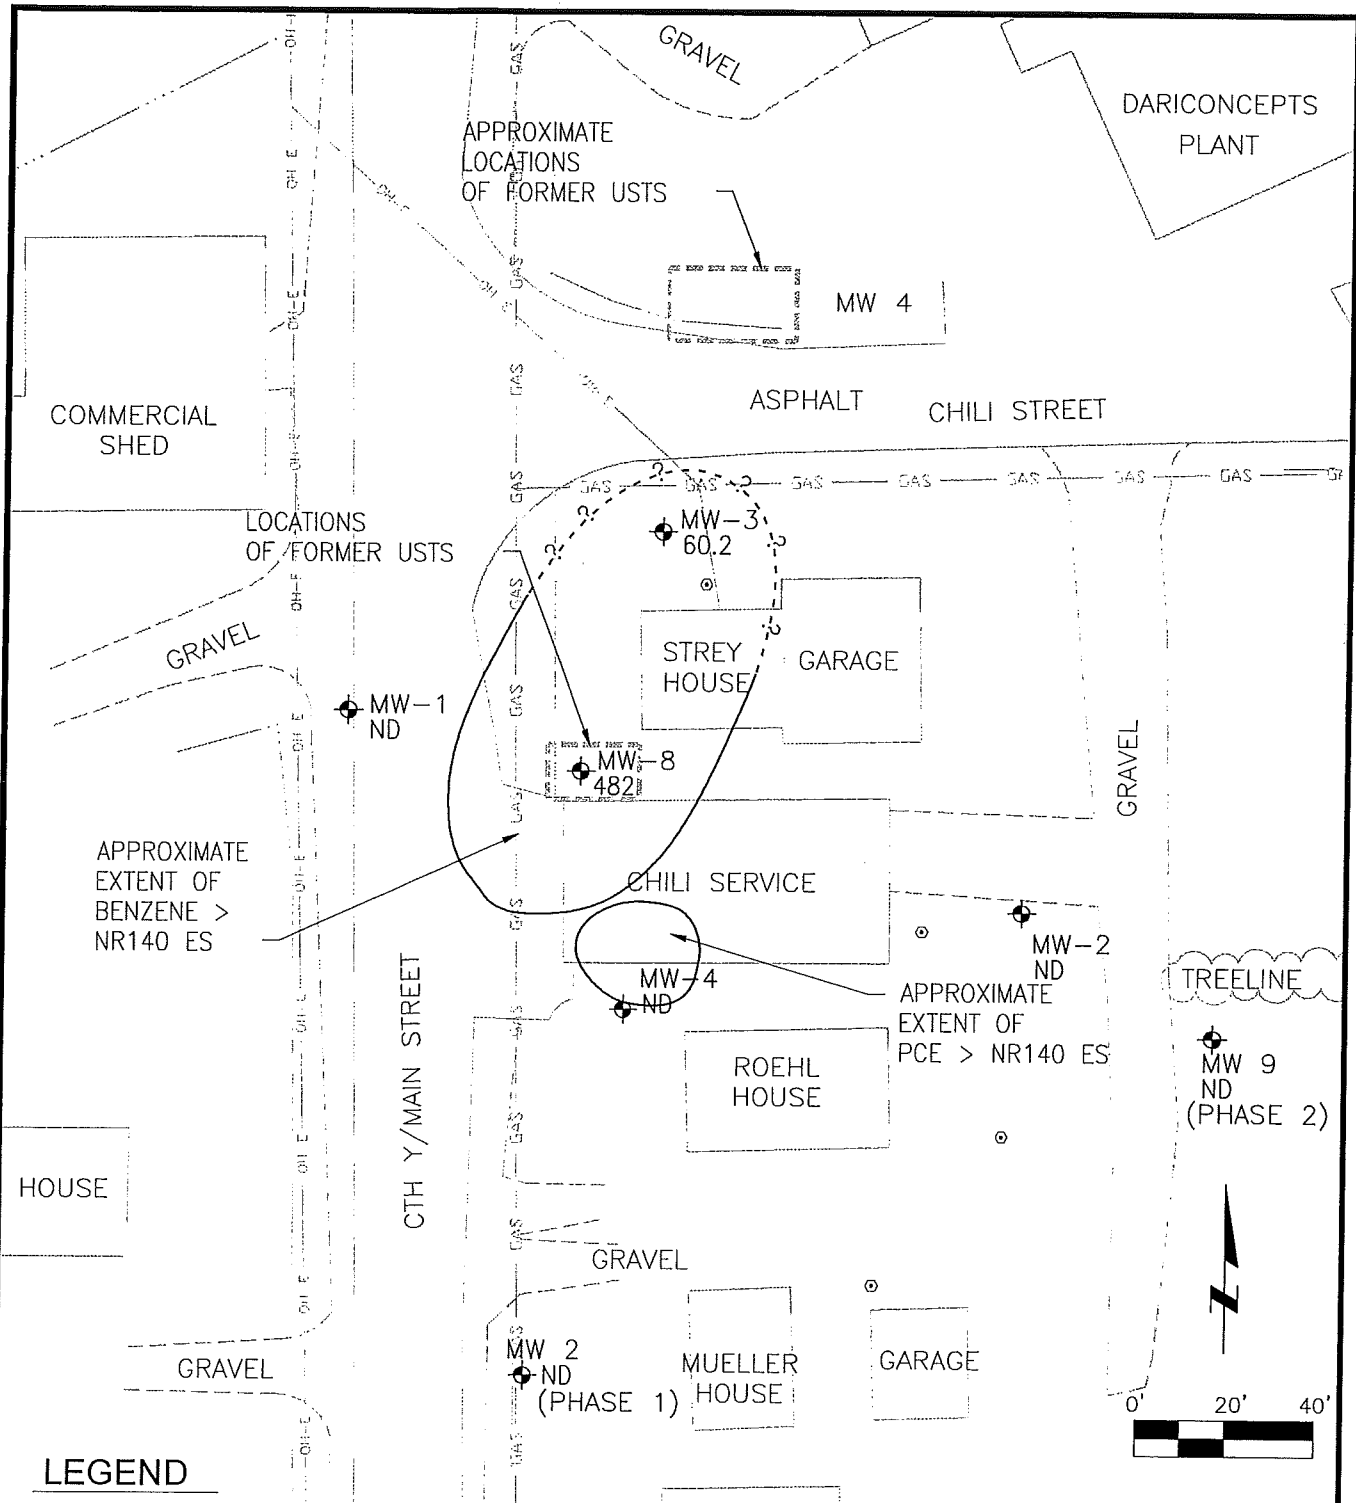 GRAVEL
DARICONCEPTS
PLANT
APPROXIMATE
LOCATIONS
OF FORMER USTS
MW 4
COMMERCIAL
SHED
ASPHALT
CHILI STREET
GAS GAS GAS GAS GAS GAS GAS
LOCATIONS
OF FORMER USTS
MW-3
60.2
GRAVEL
STREY
HOUSE
GARAGE
MW-1
ND
MW-8
482
GRAVEL
APPROXIMATE
EXTENT OF
BENZENE >
NR140 ES
CHILI SERVICE
MW-2
ND
MW-4
ND
TREELINE
APPROXIMATE
EXTENT OF
PCE > NR140 ES
CTH Y/MAIN STREET
ROEHL
HOUSE
MW 9
ND
(PHASE 2)
HOUSE
GRAVEL
MW 2
ND
(PHASE 1)
GRAVEL
MUELLER
HOUSE
GARAGE
0' 20' 40'
LEGEND